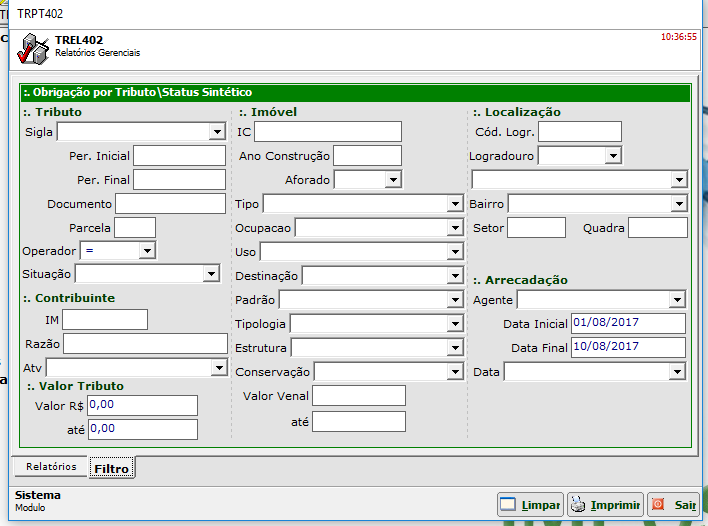 TRPT402
TREL402
Relatórios Gerenciais
10:36:55
:. Obrigação por Tributo\Status Sintético
:. Tributo
Sigla
Per. Inicial
Per. Final
Documento
Parcela
Operador =
Situação
:. Contribuinte
IM
Razão
Atv
:. Valor Tributo
Valor R$ 0,00
até 0,00
:. Imóvel
IC
Ano Construção
Aforado
Tipo
Ocupacao
Uso
Destinação
Padrão
Tipologia
Estrutura
Conservação
Valor Venal
até
:. Localização
Cód. Logr.
Logradouro
Bairro
Setor Quadra
:. Arrecadação
Agente
Data Inicial 01/08/2017
Data Final 10/08/2017
Data
Relatórios Filtro
Sistema
Modulo
Limpar Imprimir Sair